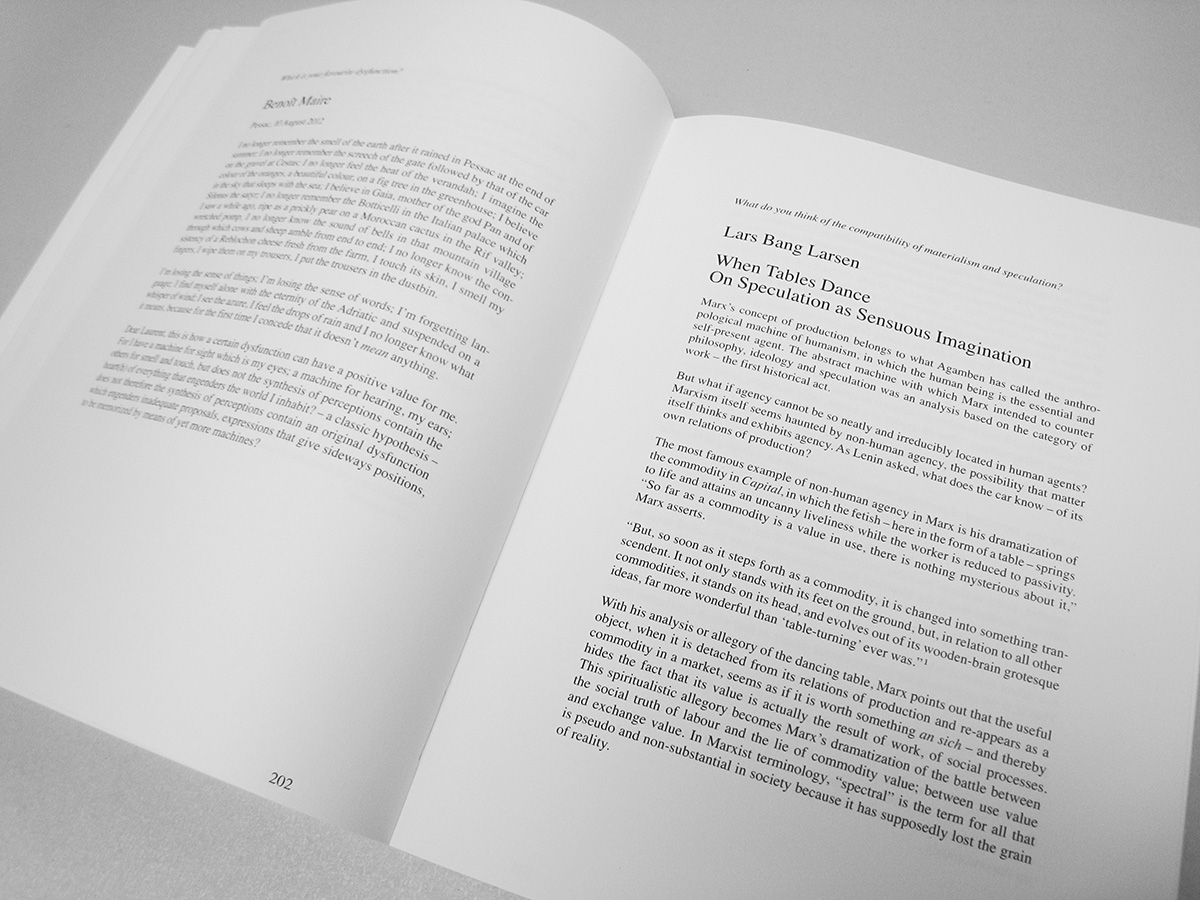 Which is your favourite dysfunction?
Benoît Maire
Pessac, 10 August 2012
I no longer remember the smell of the earth after it rained in Pessac at the end of
summer; I no longer remember the screech of the gate followed by that of the car
on the gravel at Cestas; I no longer feel the heat of the verandah; I imagine the
colour of the oranges, a beautiful colour, on a fig tree in the greenhouse; I believe
in the sky that sleeps with the sea; I believe in Gaia, mother of the god Pan and of
Silenus the satyr; I no longer remember the Botticelli in the Italian palace which
I saw a while ago, ripe as a prickly pear on a Moroccan cactus in the Rif valley;
wretched pomp, I no longer know the sound of bells in that mountain village
through which cows and sheep amble from end to end; I no longer know the con-
sistency of a Reblochon cheese fresh from the farm, I touch its skin, I smell my
fingers, I wipe them on my trousers, I put the trousers in the dustbin.
I'm losing the sense of things; I'm losing the sense of words; I'm forgetting lan-
guage; I find myself alone with the eternity of the Adriatic and suspended on a
whisper of wind; I see the azure, I feel the drops of rain and I no longer know what
it means, because for the first time I concede that it doesn't mean anything.
Dear Laurent, this is how a certain dysfunction can have a positive value for me.
For I have a machine for sight which is my eyes; a machine for hearing, my ears;
others for smell and touch, but does not the synthesis of perceptions contain the
heart(h) of everything that engenders the world I inhabit? – a classic hypothesis –
does not therefore the synthesis of perceptions contain an original dysfunction
which engenders inadequate proposals, expressions that give sideways positions,
to be memorized by means of yet more machines?
202
What do you think of the compatibility of materialism and speculation?
Lars Bang Larsen
When Tables Dance
On Speculation as Sensuous Imagination
Marx's concept of production belongs to what Agamben has called the anthro-
pological machine of humanism, in which the human being is the essential and
self-present agent. The abstract machine with which Marx intended to counter
philosophy, ideology and speculation was an analysis based on the category of
work – the first historical act.
But what if agency cannot be so neatly and irreducibly located in human agents?
Marxism itself seems haunted by non-human agency, the possibility that matter
itself thinks and exhibits agency. As Lenin asked, what does the car know – of its
own relations of production?
The most famous example of non-human agency in Marx is his dramatization of
the commodity in Capital, in which the fetish – here in the form of a table – springs
to life and attains an uncanny liveliness while the worker is reduced to passivity.
“So far as a commodity is a value in use, there is nothing mysterious about it,”
Marx asserts.
“But, so soon as it steps forth as a commodity, it is changed into something tran-
scendent. It not only stands with its feet on the ground, but, in relation to all other
commodities, it stands on its head, and evolves out of its wooden-brain grotesque
ideas, far more wonderful than ‘table-turning’ ever was.”¹
With his analysis or allegory of the dancing table, Marx points out that the useful
object, when it is detached from its relations of production and re-appears as a
commodity in a market, seems as if it is worth something an sich – and thereby
hides the fact that its value is actually the result of work, of social processes.
This spiritualistic allegory becomes Marx's dramatization of the battle between
the social truth of labour and the lie of commodity value; between use value
and exchange value. In Marxist terminology, “spectral” is the term for all that
is pseudo and non-substantial in society because it has supposedly lost the grain
of reality.